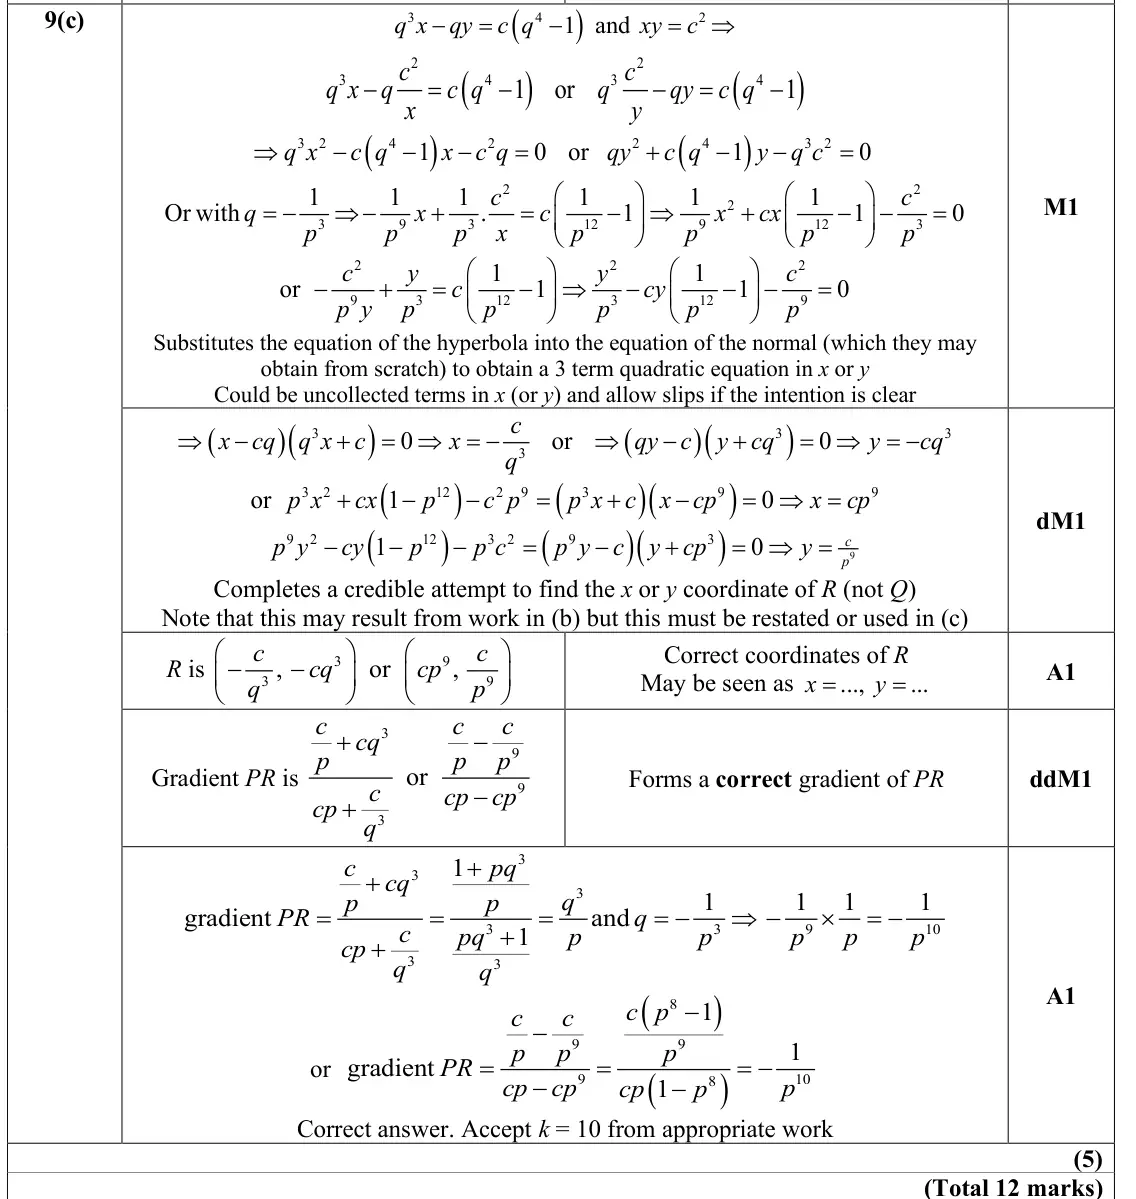 9(c)
q³x − qy = c(q⁴ − 1) and xy = c² ⇒
q³x − q c²/x = c(q⁴ − 1) or q³ c²/y − qy = c(q⁴ − 1)
⇒ q³x² − c(q⁴ − 1)x − c²q = 0 or qy² + c(q⁴ − 1)y − q³c² = 0
Or with q = −1/p³ ⇒ −1/p⁹ x + 1/p³ . c²/x = c(1/p¹² − 1) ⇒ 1/p⁹ x² + cx(1/p¹² − 1) − c²/p³ = 0
M1
or −c²/(p⁹y) + y/p³ = c(1/p¹² − 1) ⇒ y²/p³ − cy(1/p¹² − 1) − c²/p⁹ = 0
Substitutes the equation of the hyperbola into the equation of the normal (which they may
obtain from scratch) to obtain a 3 term quadratic equation in x or y
Could be uncollected terms in x (or y) and allow slips if the intention is clear
⇒ (x − cq)(q³x + c) = 0 ⇒ x = −c/q³ or ⇒ (qy − c)(y + cq³) = 0 ⇒ y = −cq³
or p³x² + cx(1 − p¹²) − c²p⁹ = (p³x + c)(x − cp⁹) = 0 ⇒ x = cp⁹
dM1
p⁹y² − cy(1 − p¹²) − p³c² = (p⁹y − c)(y + cp³) = 0 ⇒ y = c/p⁹
Completes a credible attempt to find the x or y coordinate of R (not Q)
Note that this may result from work in (b) but this must be restated or used in (c)
R is (−c/q³, −cq³) or (cp⁹, c/p⁹)
Correct coordinates of R
May be seen as x = ..., y = ...
A1
Gradient PR is (c/p + cq³)/(cp + c/q³) or (c/p − c/p⁹)/(cp − cp⁹)
Forms a correct gradient of PR
ddM1
gradient PR = (c/p + cq³)/(cp + c/q³) = ((1 + pq³)/p)/((pq³ + 1)/q³) = q³/p and q = −1/p³ ⇒ −1/p⁹ × 1/p = −1/p¹⁰
A1
or gradient PR = (c/p − c/p⁹)/(cp − cp⁹) = (c(p⁸ − 1)/p⁹)/(cp(1 − p⁸)) = −1/p¹⁰
Correct answer. Accept k = 10 from appropriate work
(5)
(Total 12 marks)